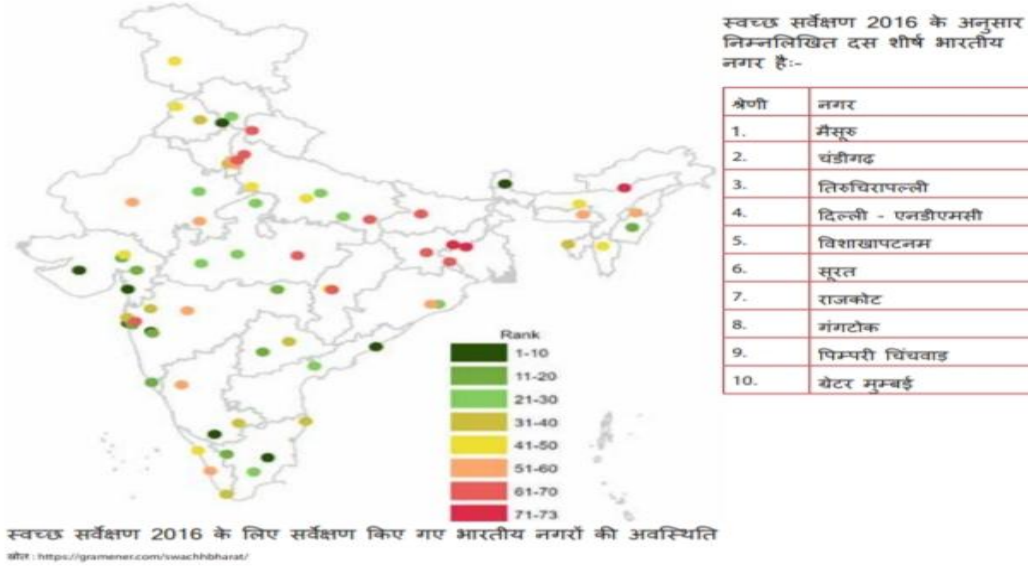 स्वच्छ सर्वेक्षण 2016 के अनुसार
निम्नलिखित दस शीर्ष भारतीय
नगर हैः-
श्रेणी नगर
1. मैसूरु
2. चंडीगढ़
3. तिरुचिरापल्ली
4. दिल्ली - एनडीएमसी
5. विशाखापटनम
6. सूरत
7. राजकोट
8. गंगटोक
9. पिम्परी चिंचवाड़
10. ग्रेटर मुम्बई
Rank
1-10
11-20
21-30
31-40
41-50
51-60
61-70
71-73
स्वच्छ सर्वेक्षण 2016 के लिए सर्वेक्षण किए गए भारतीय नगरों की अवस्थिति
स्रोत : https://gramener.com/swachhbharat/